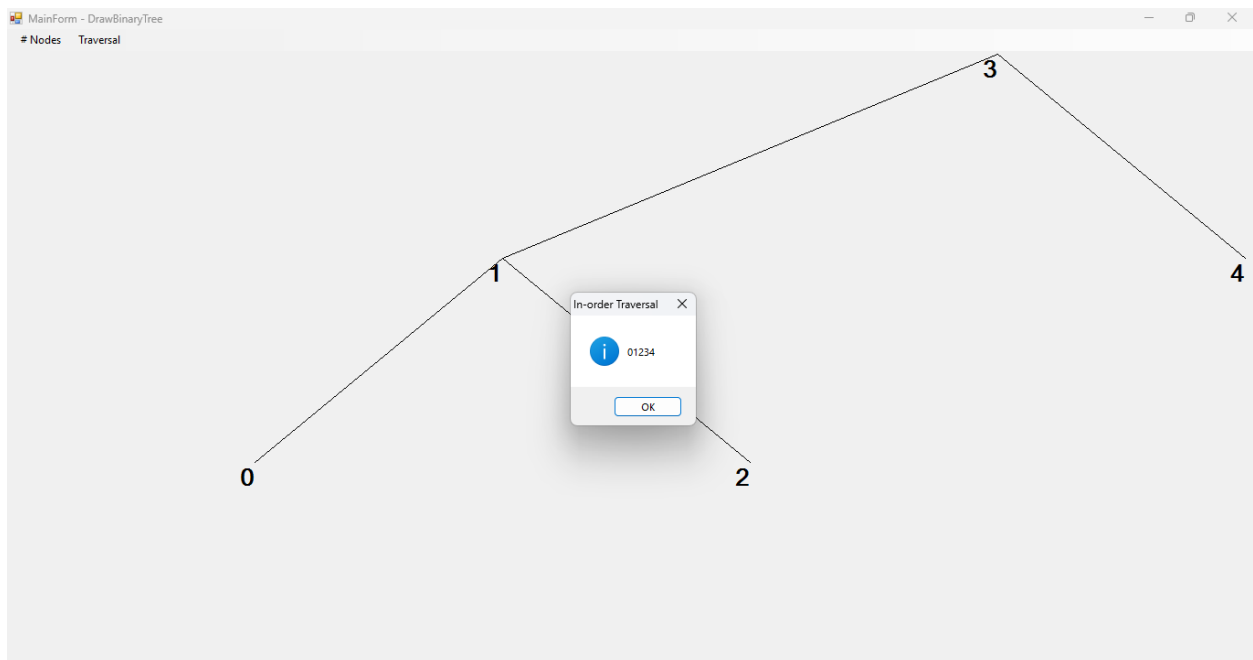 MainForm - DrawBinaryTree
# Nodes Traversal
3
1
4
In-order Traversal
01234
OK
0
2